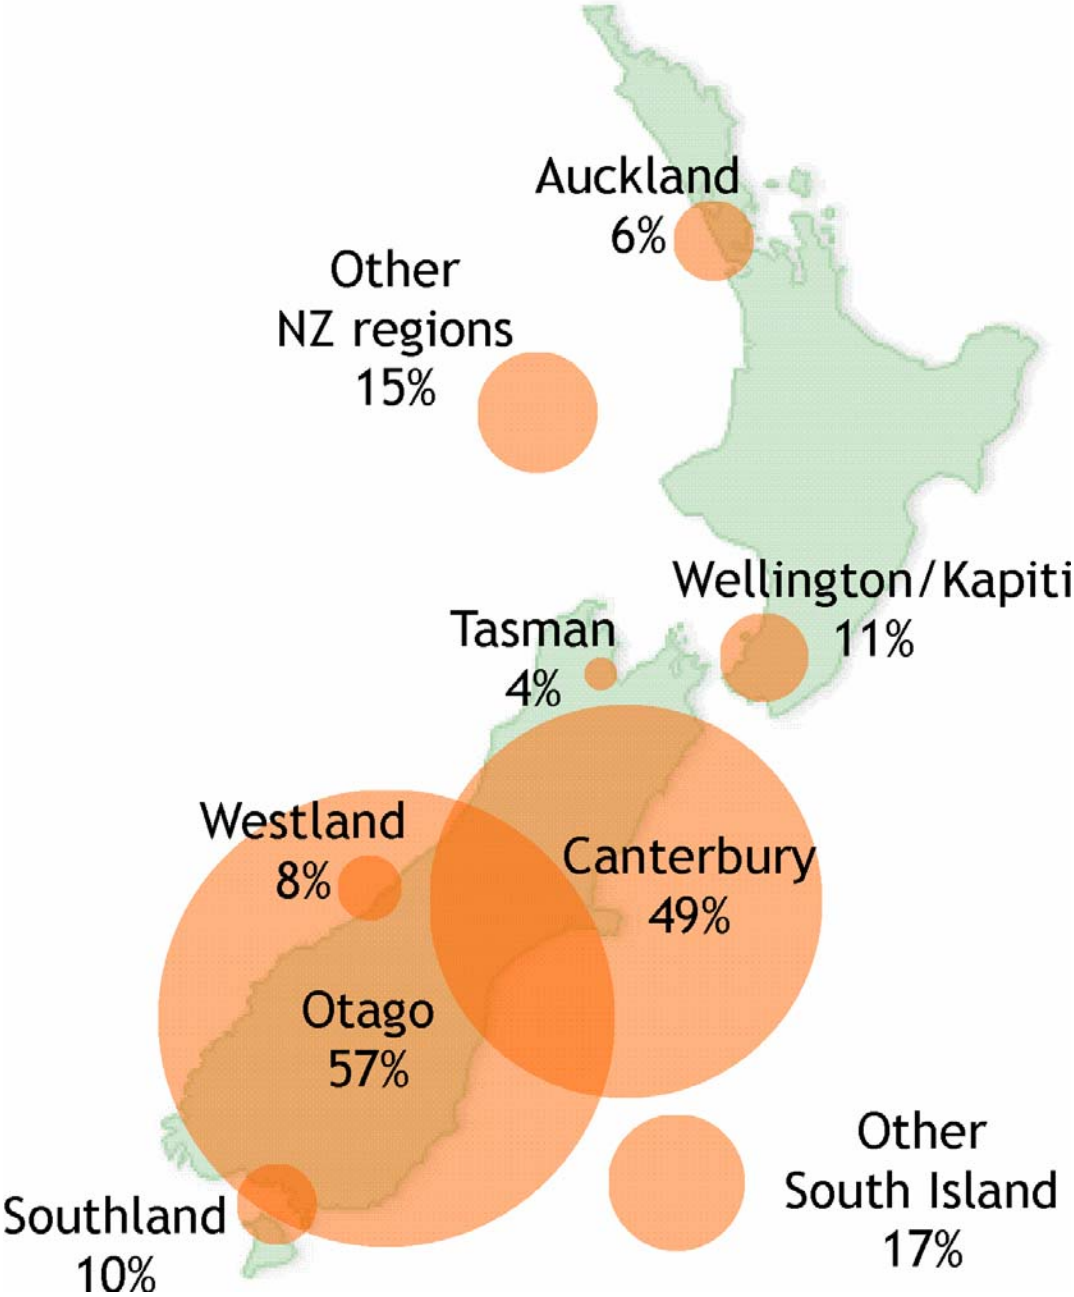 Auckland
6%
Other
NZ regions
15%
Wellington/Kapiti
11%
Tasman
4%
Westland
8%
Canterbury
49%
Otago
57%
Other
South Island
17%
Southland
10%